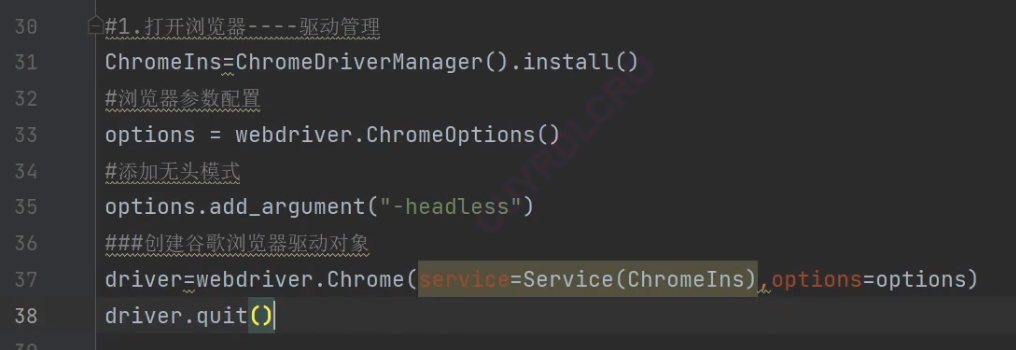 30 #1.打开浏览器----驱动管理
31 ChromeIns=ChromeDriverManager().install()
32 #浏览器参数配置
33 options = webdriver.ChromeOptions()
34 #添加无头模式
35 options.add_argument("-headless")
36 ###创建谷歌浏览器驱动对象
37 driver=webdriver.Chrome(service=Service(ChromeIns),options=options)
38 driver.quit()
39